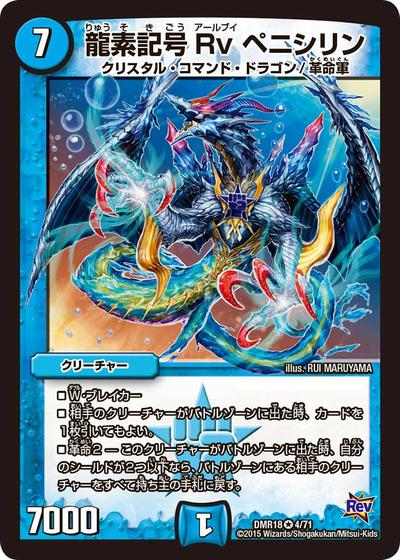 7
りゅうそきごう アールブイ
龍素記号 Rv ペニシリン
かくめいぐん
クリスタル・コマンド・ドラゴン/革命軍
illus. RUI MARUYAMA
クリーチャー
■W・ブレイカー
■相手のクリーチャーがバトルゾーンに出た時、カードを
1枚引いてもよい。
■革命2－このクリーチャーがバトルゾーンに出た時、自分
のシールドが2つ以下なら、バトルゾーンにある相手のクリー
チャーをすべて持ち主の手札に戻す。
7000
1
Rev
DMR18 ✪ 4/71
©2015 Wizards/Shogakukan/Mitsui-Kids